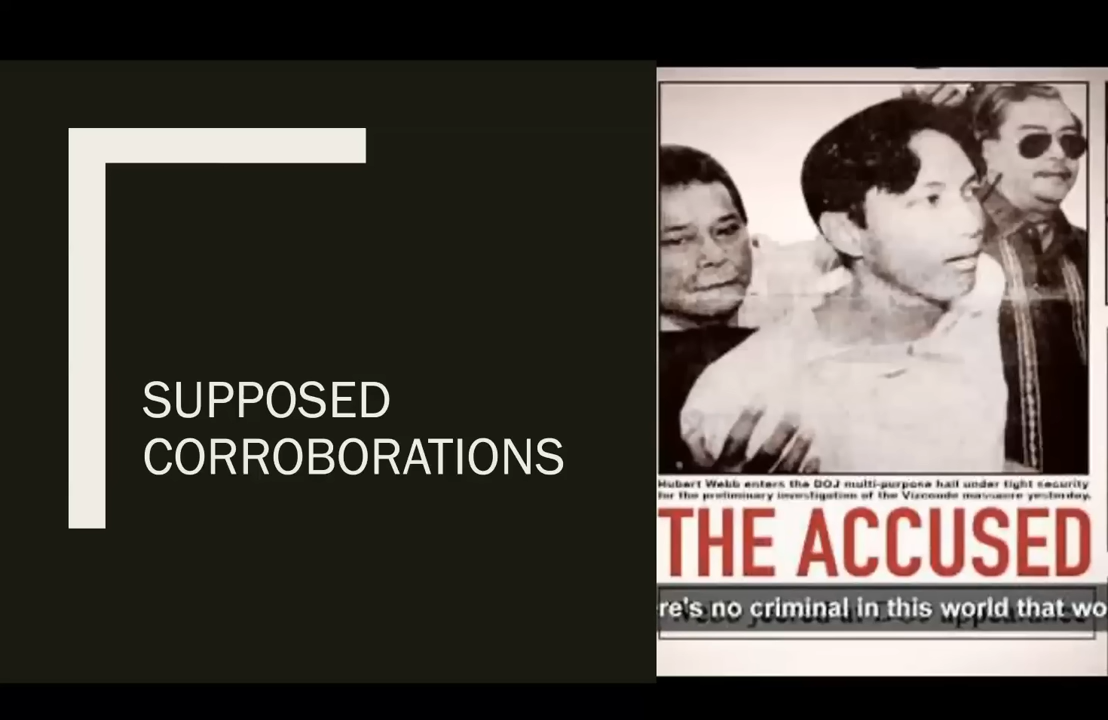 SUPPOSED
CORROBORATIONS
Hubert Webb enters the DOJ multi-purpose hall under tight security
for the preliminary investigation of the Vizconde massacre yesterday.
THE ACCUSED
re's no criminal in this world that wo